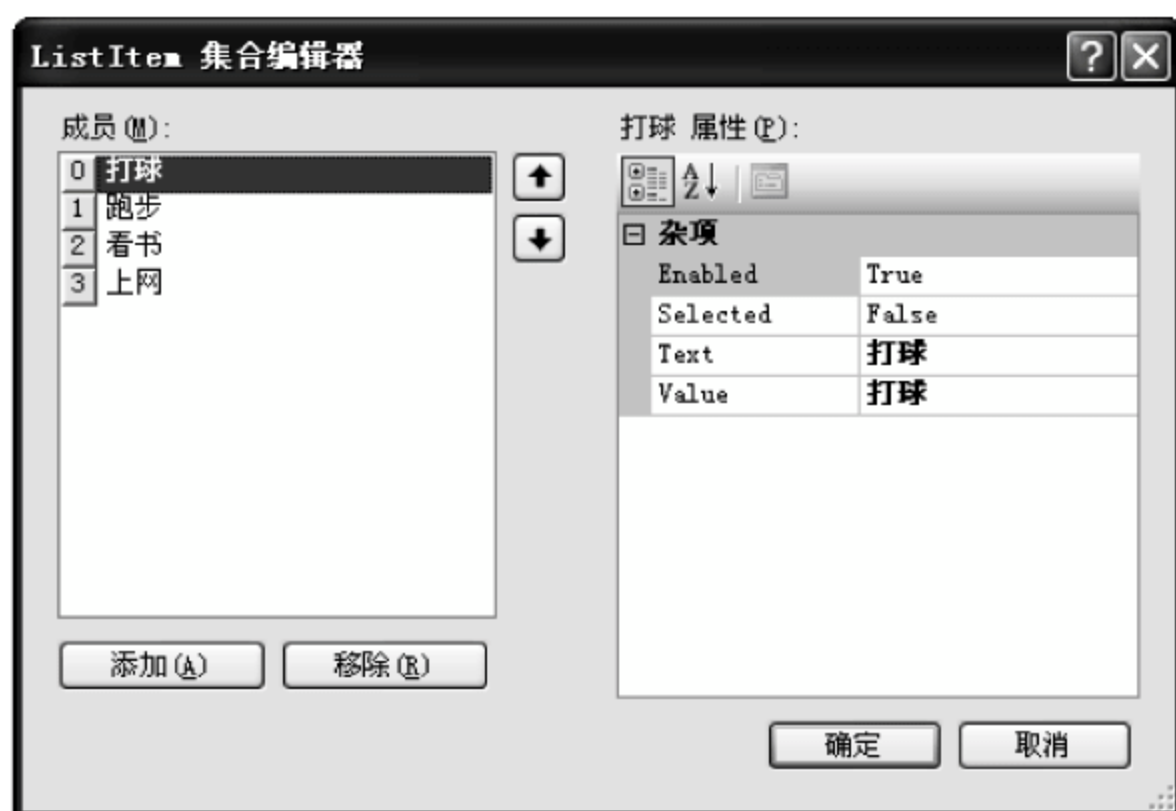 ListItem 集合编辑器
成员(M):
0 打球
1 跑步
2 看书
3 上网
添加(A) 移除(R)
打球 属性(P):
杂项
Enabled True
Selected False
Text 打球
Value 打球
确定 取消